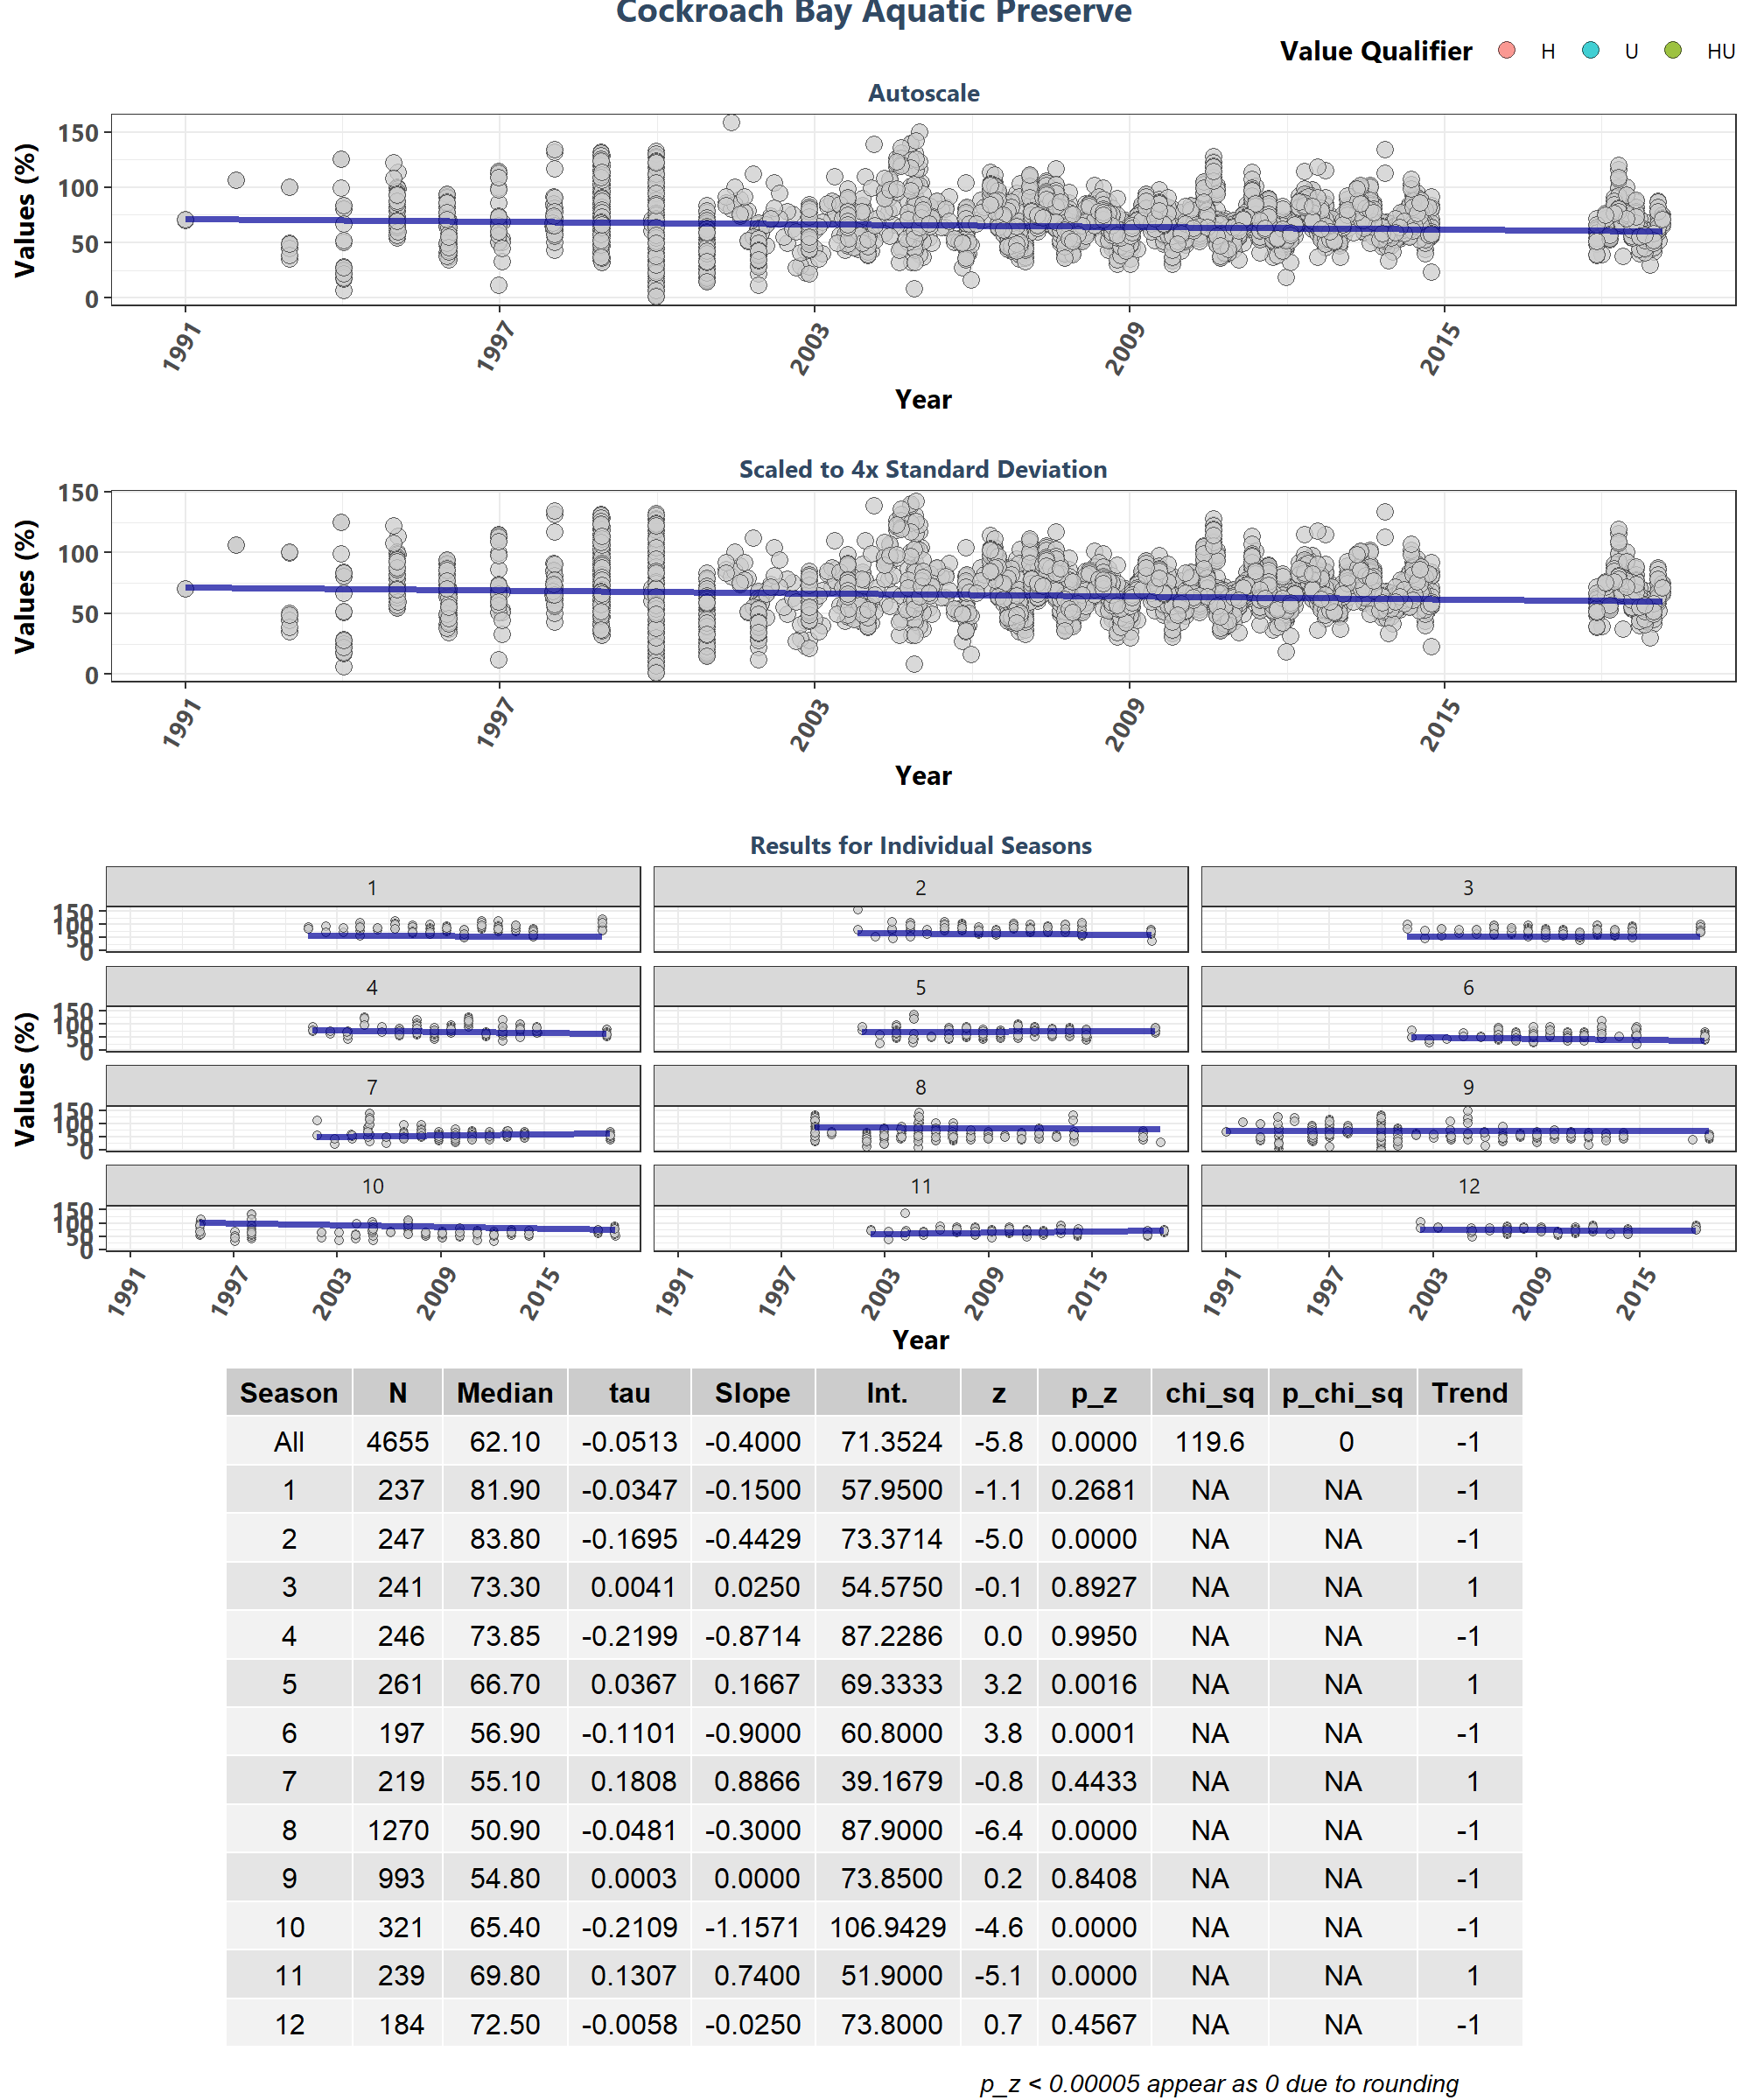 Cockroach Bay Aquatic Preserve
Value Qualifier H U HU
Autoscale
Values (%)
150
100
50
0
1991 1997 2003 2009 2015
Year
Scaled to 4x Standard Deviation
Values (%)
150
100
50
0
1991 1997 2003 2009 2015
Year
Results for Individual Seasons
Values (%)
1 2 3
150
100
50
0
4 5 6
150
100
50
0
7 8 9
150
100
50
0
10 11 12
150
100
50
0
1991 1997 2003 2009 2015 1991 1997 2003 2009 2015 1991 1997 2003 2009 2015
Year
Season N Median tau Slope Int. z p_z chi_sq p_chi_sq Trend
All 4655 62.10 -0.0513 -0.4000 71.3524 -5.8 0.0000 119.6 0 -1
1 237 81.90 -0.0347 -0.1500 57.9500 -1.1 0.2681 NA NA -1
2 247 83.80 -0.1695 -0.4429 73.3714 -5.0 0.0000 NA NA -1
3 241 73.30 0.0041 0.0250 54.5750 -0.1 0.8927 NA NA 1
4 246 73.85 -0.2199 -0.8714 87.2286 0.0 0.9950 NA NA -1
5 261 66.70 0.0367 0.1667 69.3333 3.2 0.0016 NA NA 1
6 197 56.90 -0.1101 -0.9000 60.8000 3.8 0.0001 NA NA -1
7 219 55.10 0.1808 0.8866 39.1679 -0.8 0.4433 NA NA 1
8 1270 50.90 -0.0481 -0.3000 87.9000 -6.4 0.0000 NA NA -1
9 993 54.80 0.0003 0.0000 73.8500 0.2 0.8408 NA NA -1
10 321 65.40 -0.2109 -1.1571 106.9429 -4.6 0.0000 NA NA -1
11 239 69.80 0.1307 0.7400 51.9000 -5.1 0.0000 NA NA 1
12 184 72.50 -0.0058 -0.0250 73.8000 0.7 0.4567 NA NA -1
p_z < 0.00005 appear as 0 due to rounding